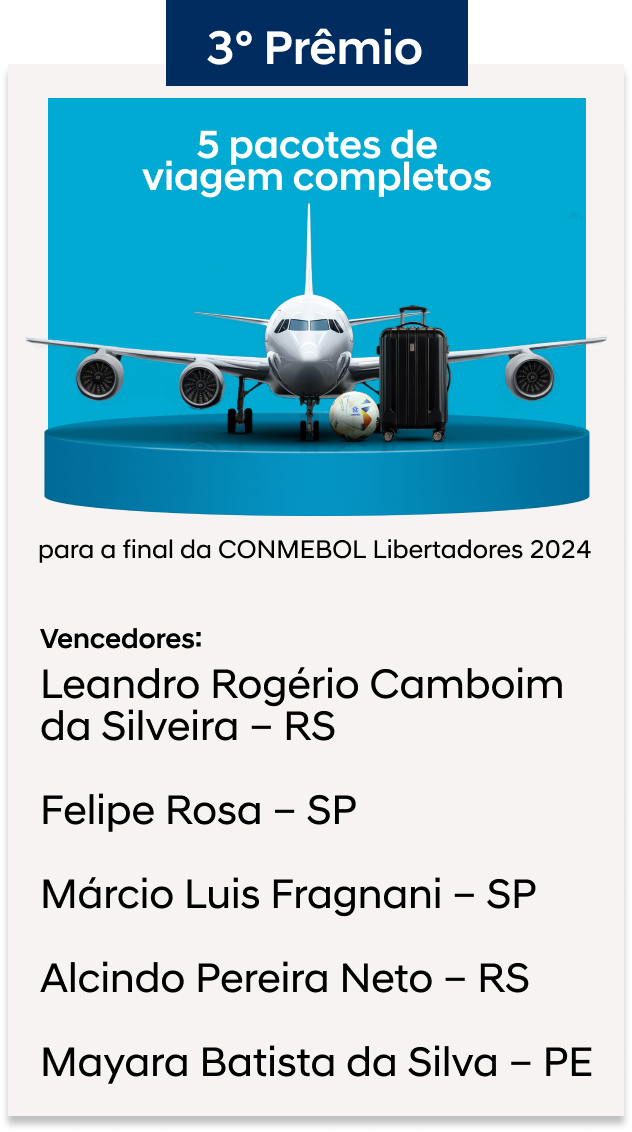 3º Prêmio
5 pacotes de
viagem completos
para a final da CONMEBOL Libertadores 2024
Vencedores:
Leandro Rogério Camboim
da Silveira – RS
Felipe Rosa – SP
Márcio Luis Fragnani – SP
Alcindo Pereira Neto – RS
Mayara Batista da Silva – PE